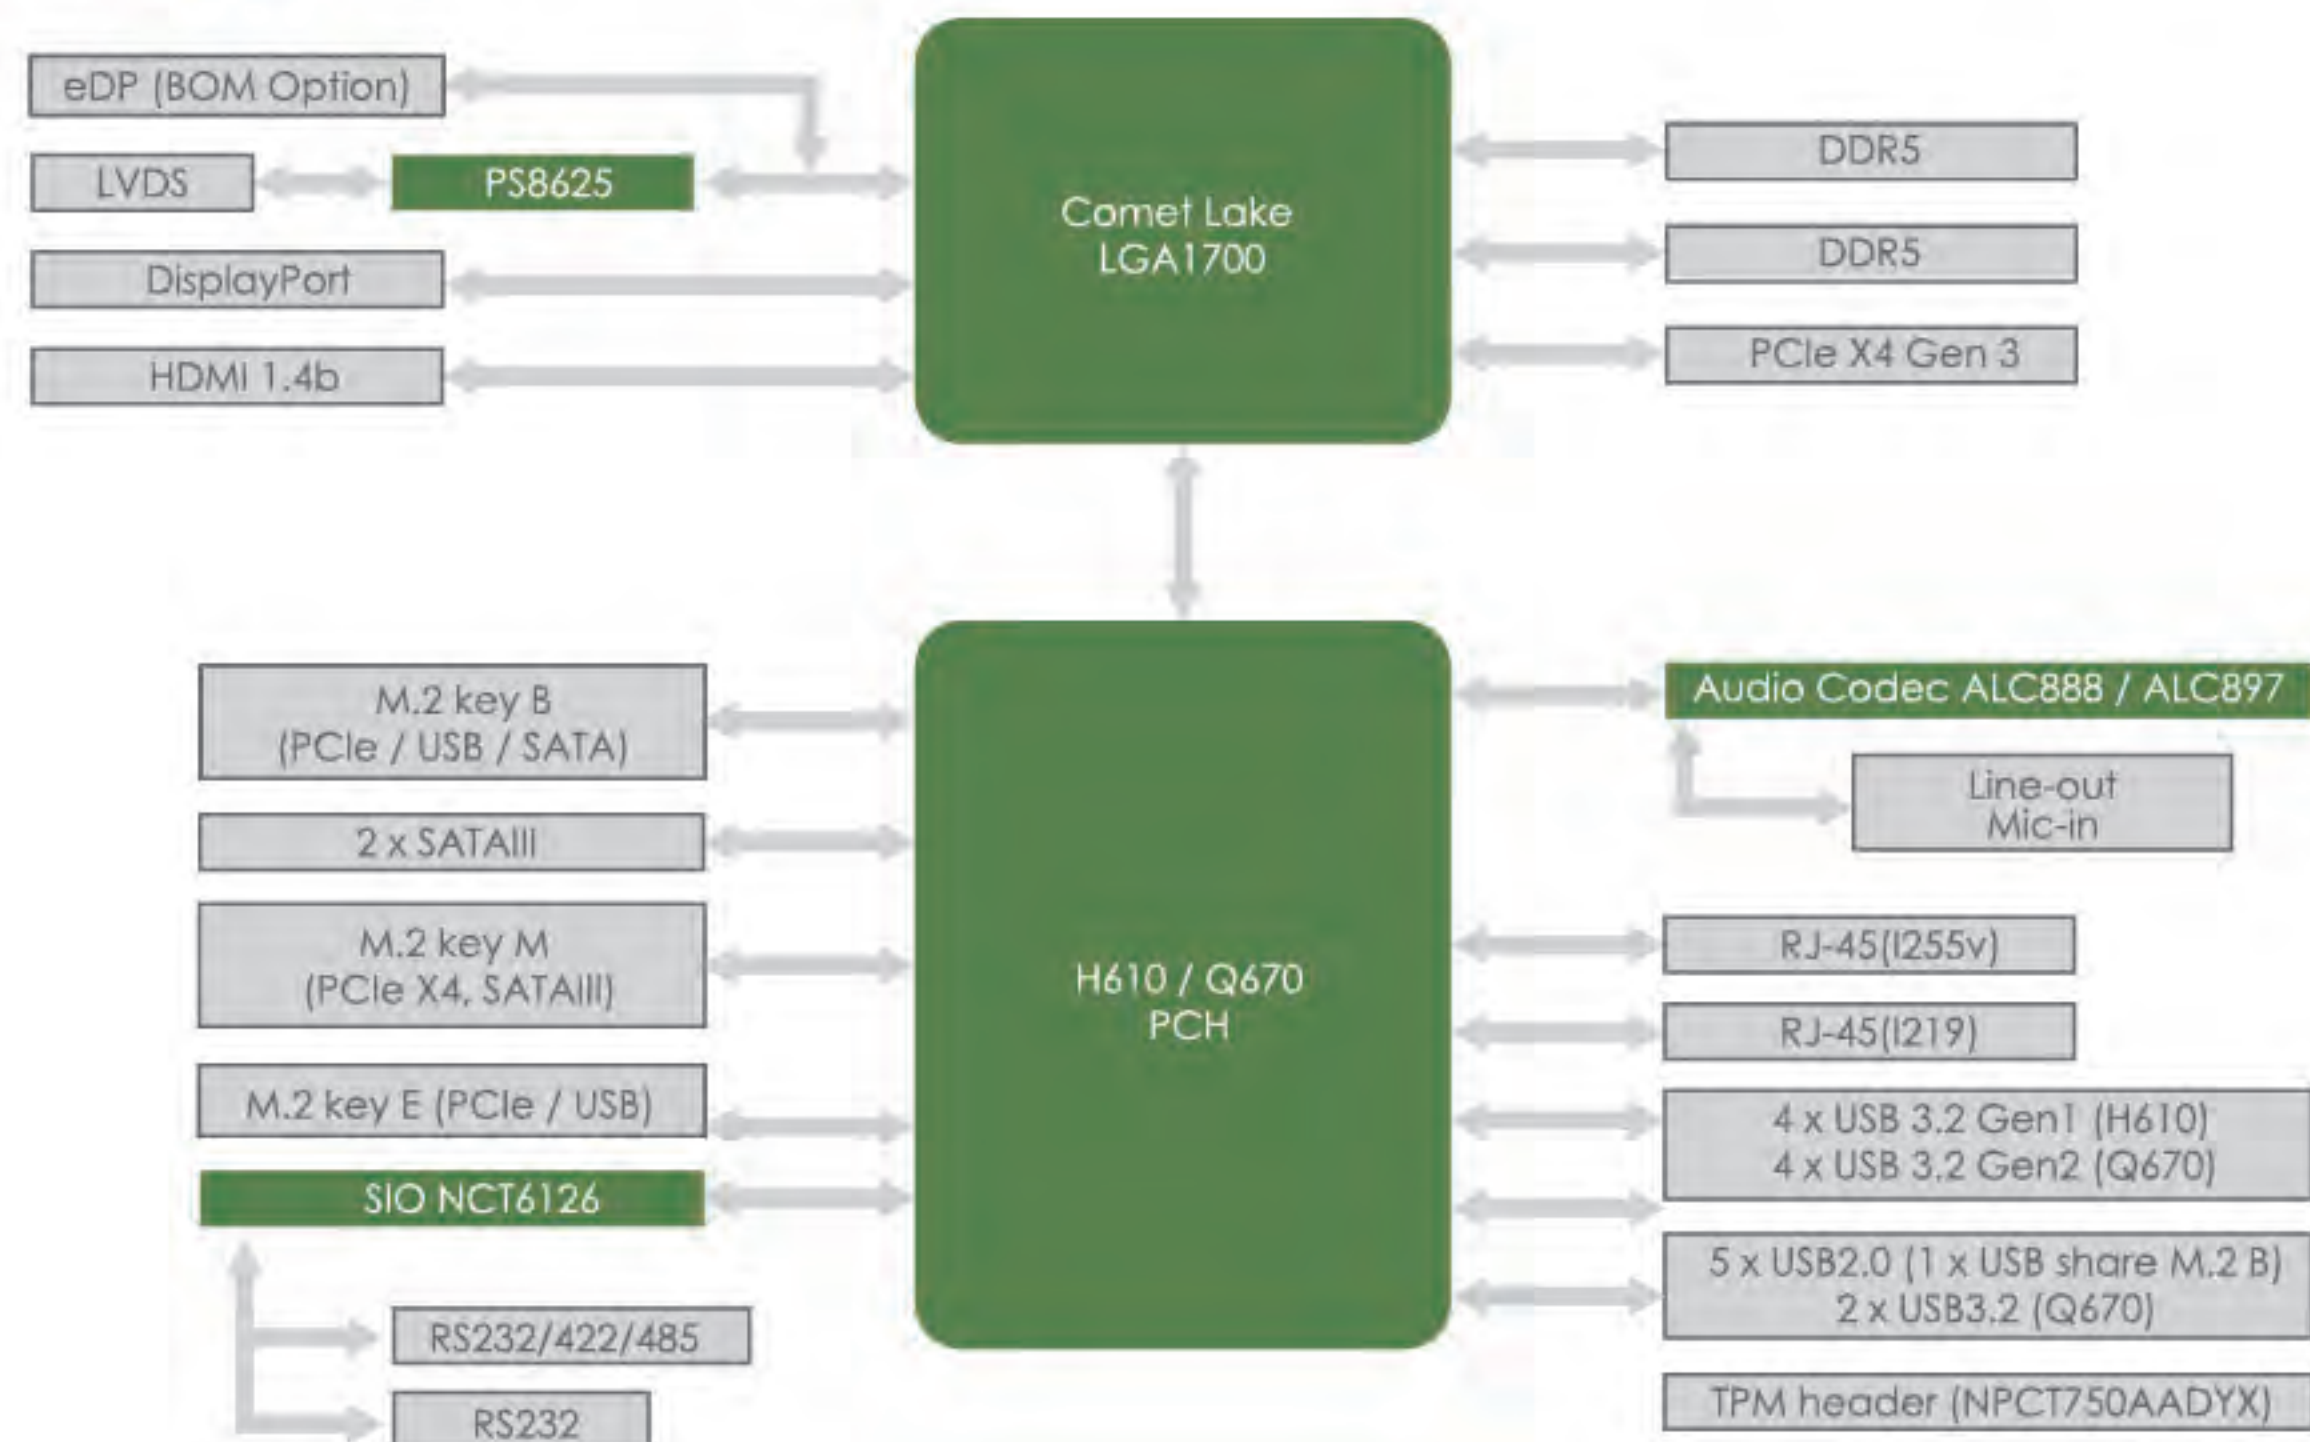 eDP (BOM Option)
LVDS
PS8625
DisplayPort
HDMI 1.4b
Comet Lake
LGA1700
DDR5
DDR5
PCIe X4 Gen 3
M.2 key B
(PCIe / USB / SATA)
2 x SATAIII
M.2 key M
(PCIe X4, SATAIII)
M.2 key E (PCIe / USB)
SIO NCT6126
RS232/422/485
RS232
H610 / Q670
PCH
Audio Codec ALC888 / ALC897
Line-out
Mic-in
RJ-45(I255v)
RJ-45(I219)
4 x USB 3.2 Gen1 (H610)
4 x USB 3.2 Gen2 (Q670)
5 x USB2.0 (1 x USB share M.2 B)
2 x USB3.2 (Q670)
TPM header (NPCT750AADYX)